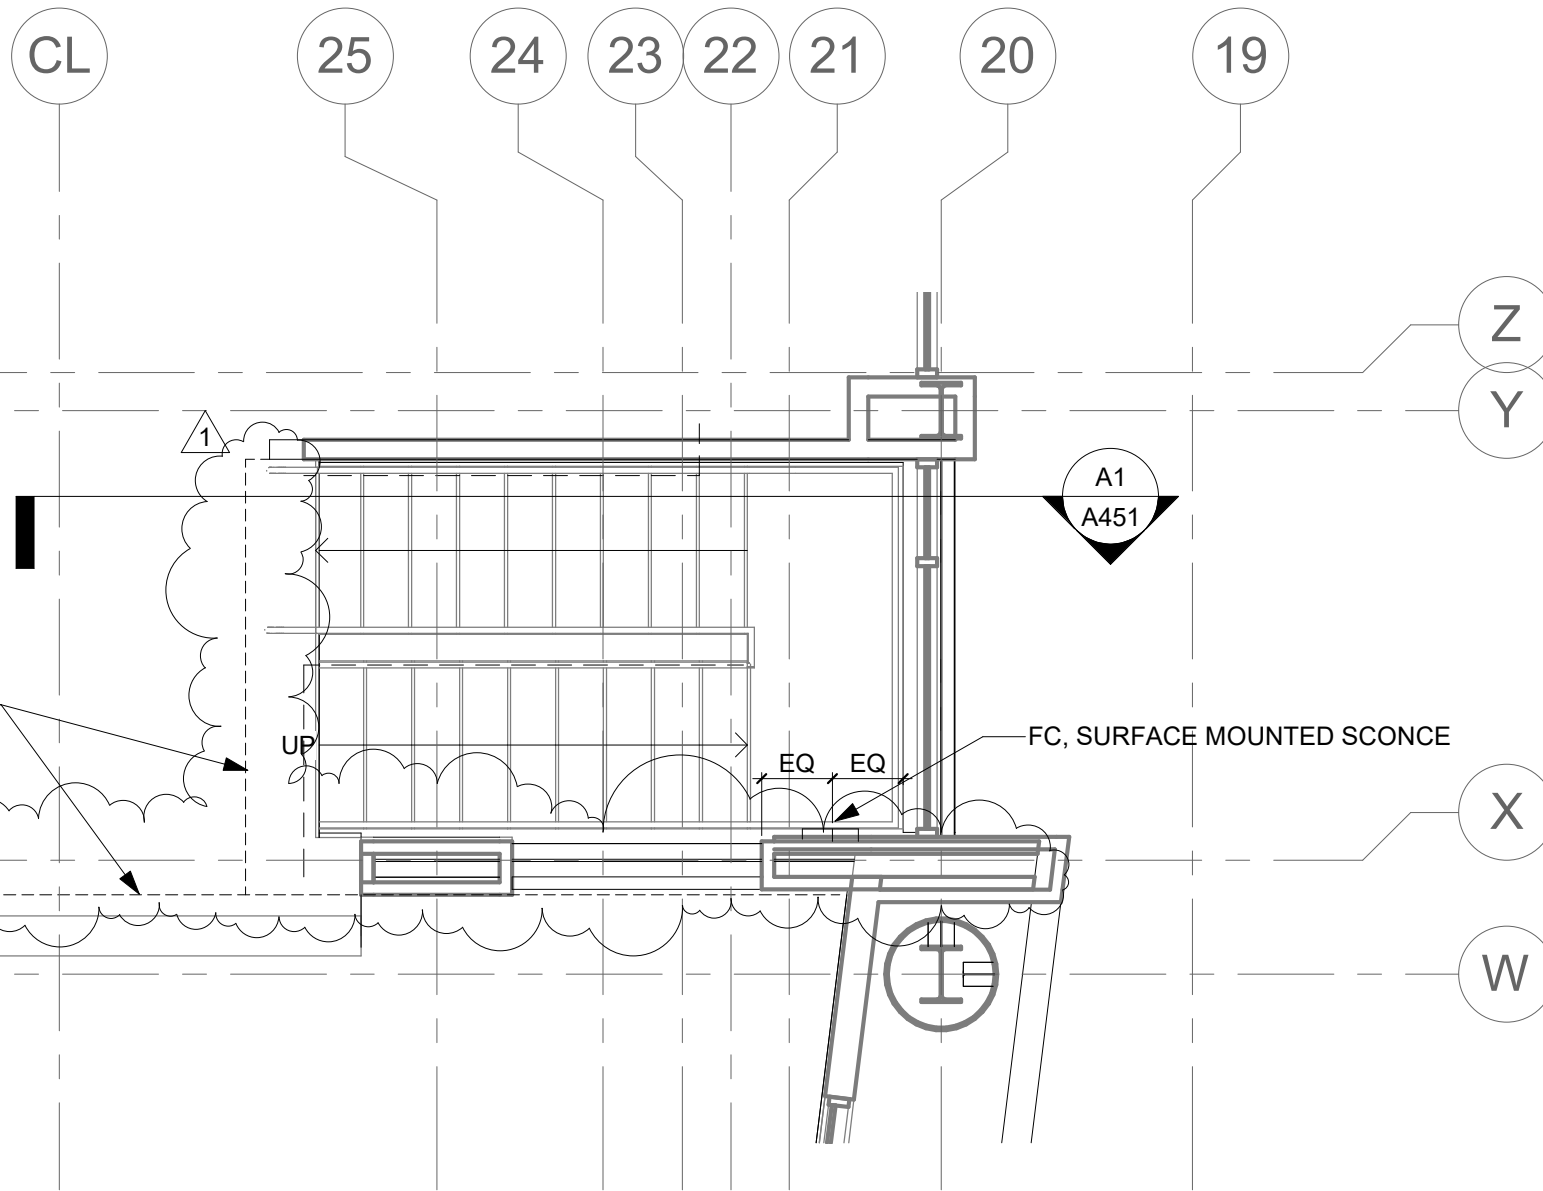 CL
25
24
23
22
21
20
19
Z
Y
1
A1
A451
UP
EQ
EQ
FC, SURFACE MOUNTED SCONCE
X
W